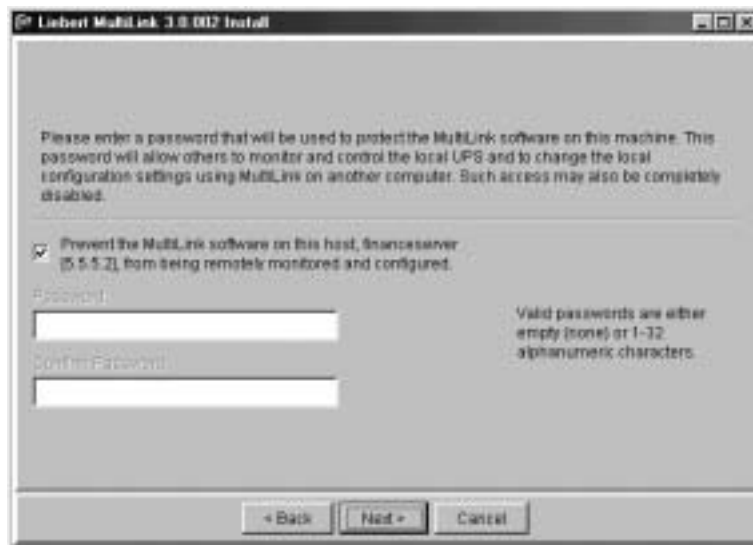 Liebert MultiLink 3.0.002 Install
Please enter a password that will be used to protect the MultiLink software on this machine. This
password will allow others to monitor and control the local UPS and to change the local
configuration settings using MultiLink on another computer. Such access may also be completely
disabled.
Prevent the MultiLink software on this host, financeserver
(5.5.5.2), from being remotely monitored and configured.
Password
Valid passwords are either
empty (none) or 1-32
alphanumeric characters.
Confirm Password
< Back
Next >
Cancel